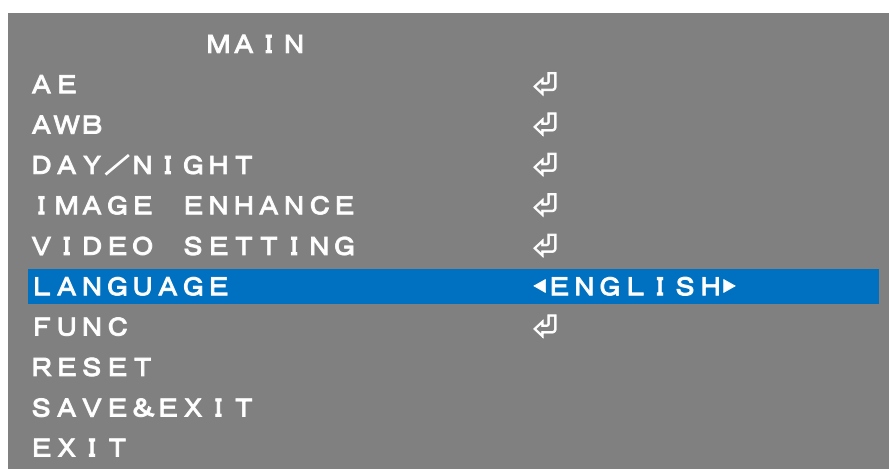 MAIN
AE ⏎
AWB ⏎
DAY/NIGHT ⏎
IMAGE ENHANCE ⏎
VIDEO SETTING ⏎
LANGUAGE ◀ENGLISH▶
FUNC ⏎
RESET
SAVE&EXIT
EXIT